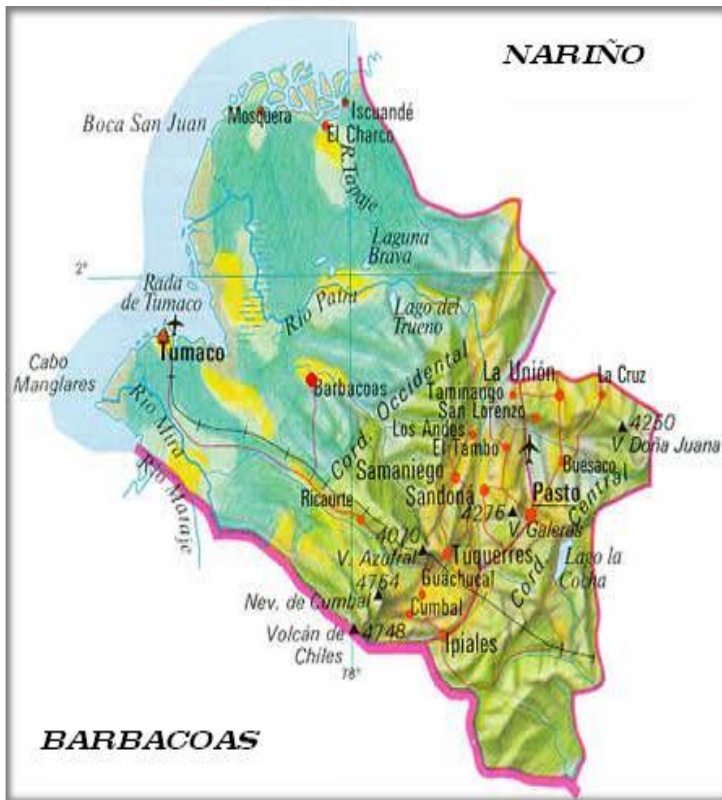 NARIÑO
Mosquera
Iscuandé
El Charco
Boca San Juan
R. Tapaje
Laguna
Brava
2°
Rada
de Tumaco
Río Patía
Lago del
Trueno
Tumaco
Cabo
Manglares
Barbacoas
Río Mira
Río Mataje
Cord. Occidental
La Unión
La Cruz
Taminango
San Lorenzo
Los Andes
El Tambo
4250
V. Doña Juana
Buesaco
Samaniego
Sandoná
Pasto
4276
V. Galeras
Ricaurte
4070
V. Azufral
Túquerres
Cord. Central
Lago la
Cocha
4764
Guachucal
Nev. de Cumbal
Cumbal
Volcán de
Chiles
4748
Ipiales
78°
BARBACOAS